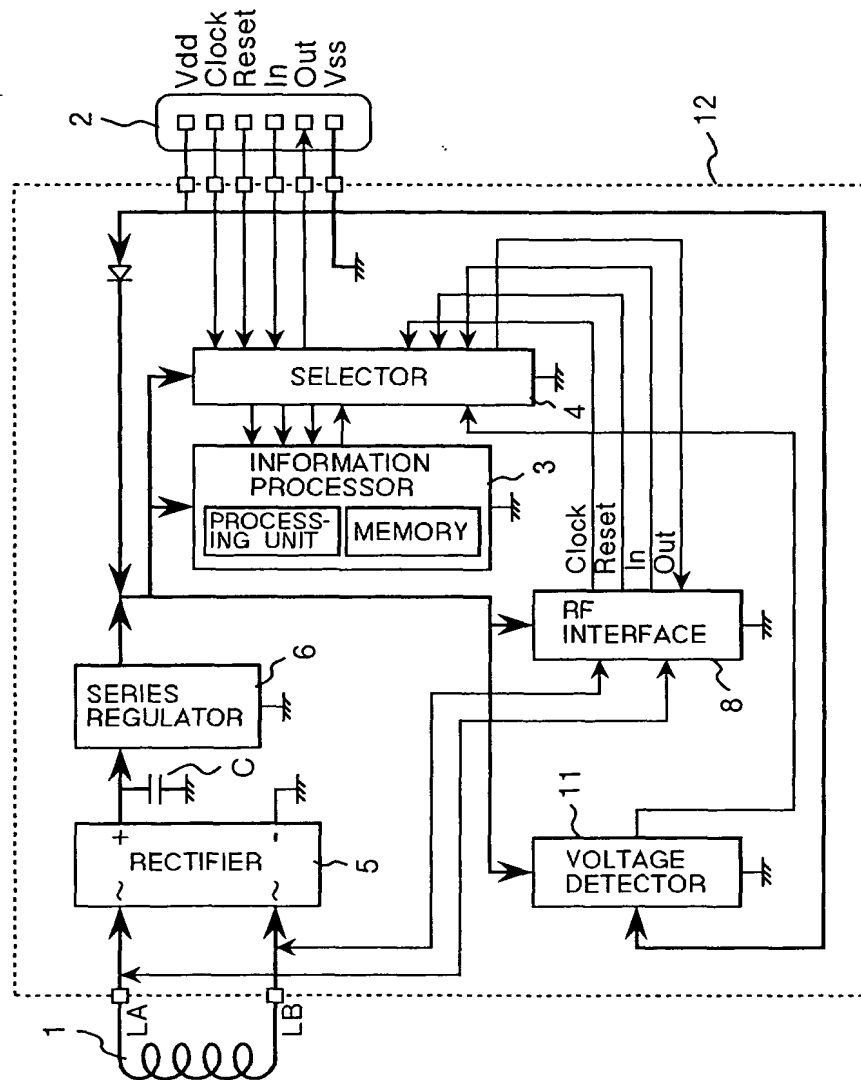 1
LA
LB
RECTIFIER
~
+
~
-
5
C
SERIES
REGULATOR
6
INFORMATION
PROCESSOR
PROCESS-
ING UNIT
MEMORY
3
SELECTOR
4
2
Vdd
Clock
Reset
In
Out
Vss
12
VOLTAGE
DETECTOR
11
RF
INTERFACE
8
Clock
Reset
In
Out